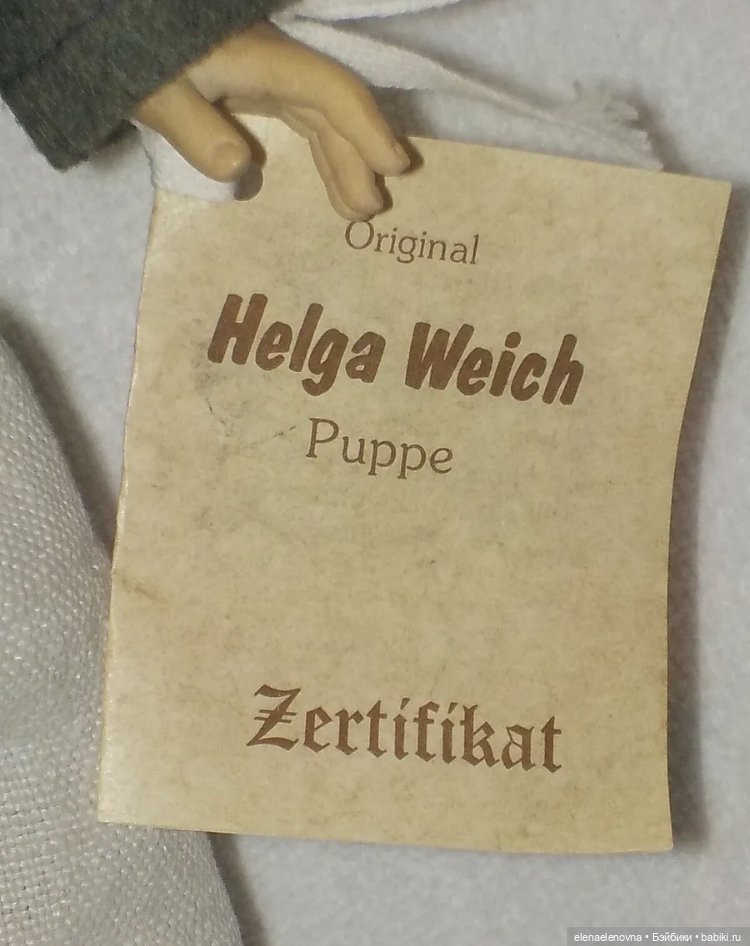 Original
Helga Weich
Puppe
Zertifikat
elenaelenovna • Бэйбики • babiki.ru